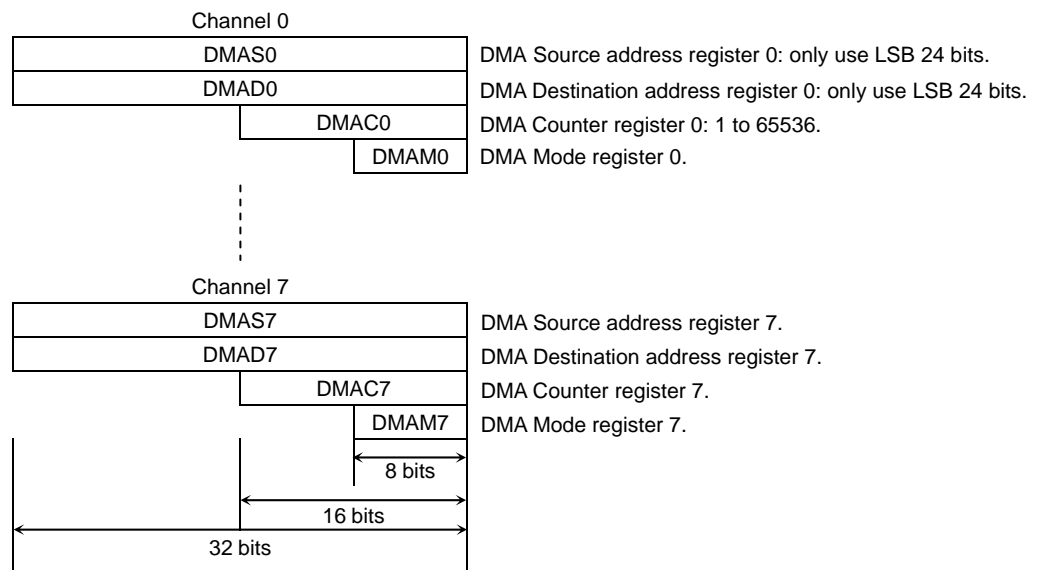 Channel 0
DMAS0 DMA Source address register 0: only use LSB 24 bits.
DMAD0 DMA Destination address register 0: only use LSB 24 bits.
DMAC0 DMA Counter register 0: 1 to 65536.
DMAM0 DMA Mode register 0.
Channel 7
DMAS7 DMA Source address register 7.
DMAD7 DMA Destination address register 7.
DMAC7 DMA Counter register 7.
DMAM7 DMA Mode register 7.
8 bits
16 bits
32 bits